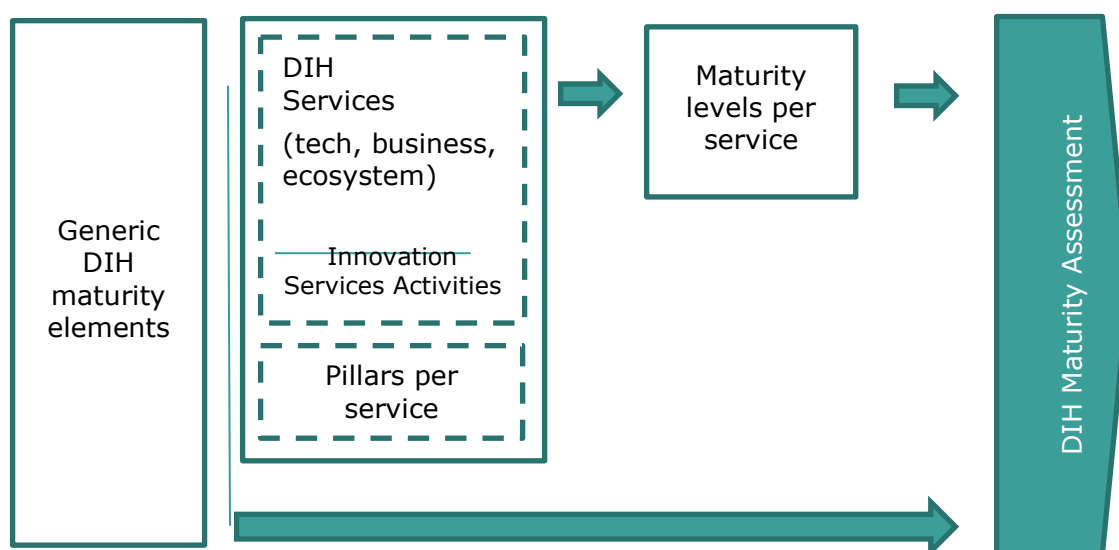 Generic
DIH
maturity
elements
DIH
Services
(tech, business,
ecosystem)
Innovation
Services Activities
Pillars per
service
Maturity
levels per
service
DIH Maturity Assessment